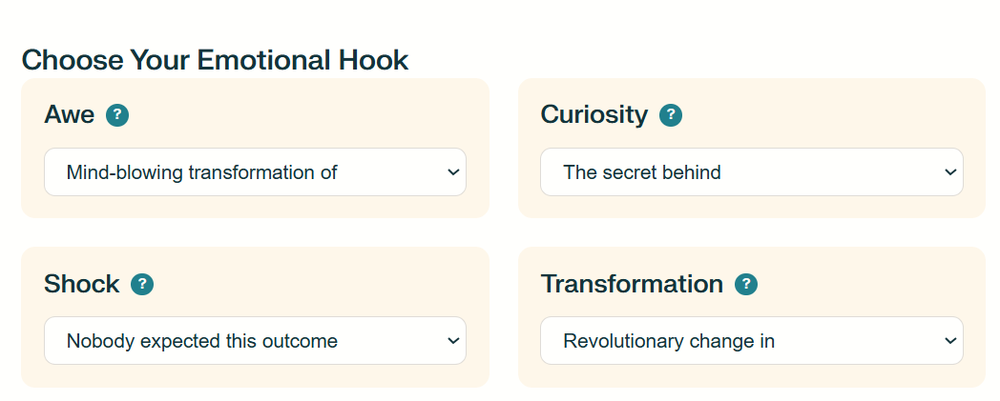 Choose Your Emotional Hook
Awe ?
Mind-blowing transformation of
Curiosity ?
The secret behind
Shock ?
Nobody expected this outcome
Transformation ?
Revolutionary change in